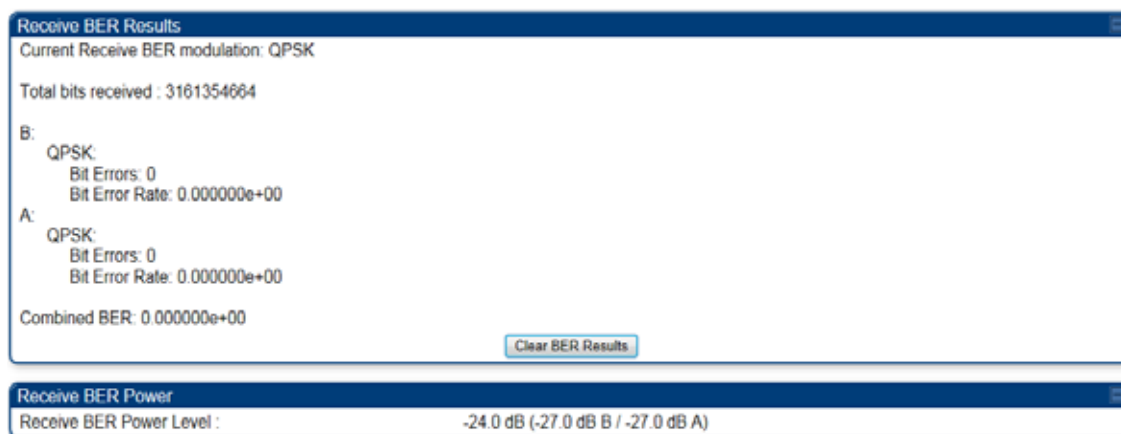 Receive BER Results
Current Receive BER modulation: QPSK
Total bits received : 3161354664
B:
QPSK:
Bit Errors: 0
Bit Error Rate: 0.000000e+00
A:
QPSK:
Bit Errors: 0
Bit Error Rate: 0.000000e+00
Combined BER: 0.000000e+00
Clear BER Results
Receive BER Power
Receive BER Power Level : -24.0 dB (-27.0 dB B / -27.0 dB A)